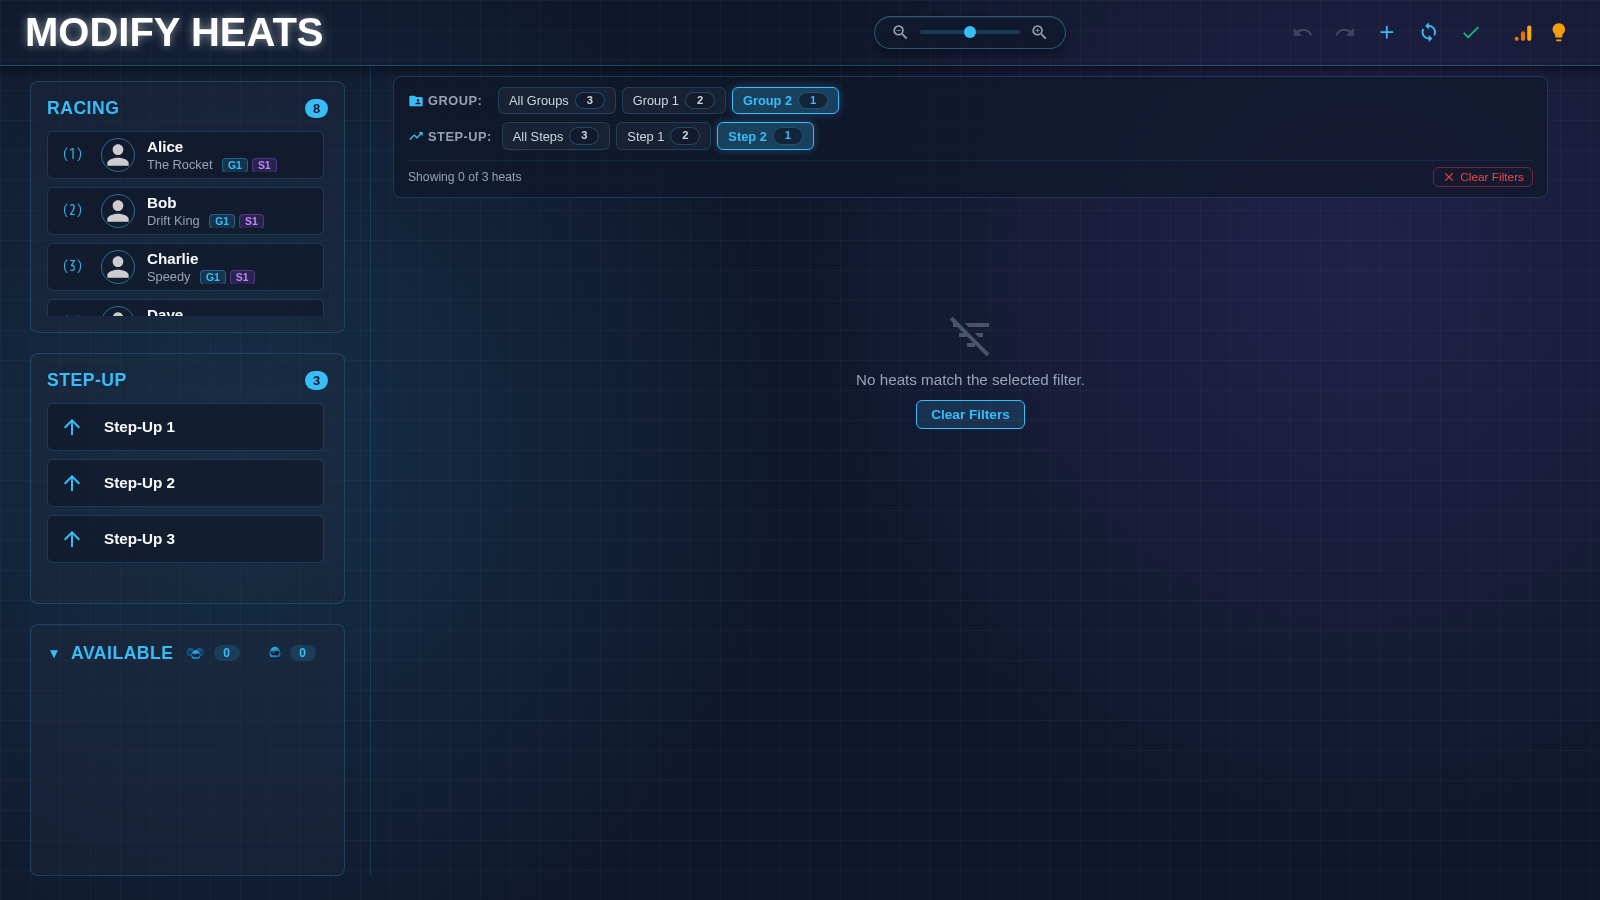 MODIFY HEATS
RACING 8
(1) Alice
The Rocket G1 S1
(2) Bob
Drift King G1 S1
(3) Charlie
Speedy G1 S1
Dave
STEP-UP 3
Step-Up 1
Step-Up 2
Step-Up 3
▼ AVAILABLE 0 0
GROUP: All Groups 3 Group 1 2 Group 2 1
STEP-UP: All Steps 3 Step 1 2 Step 2 1
Showing 0 of 3 heats Clear Filters
No heats match the selected filter.
Clear Filters